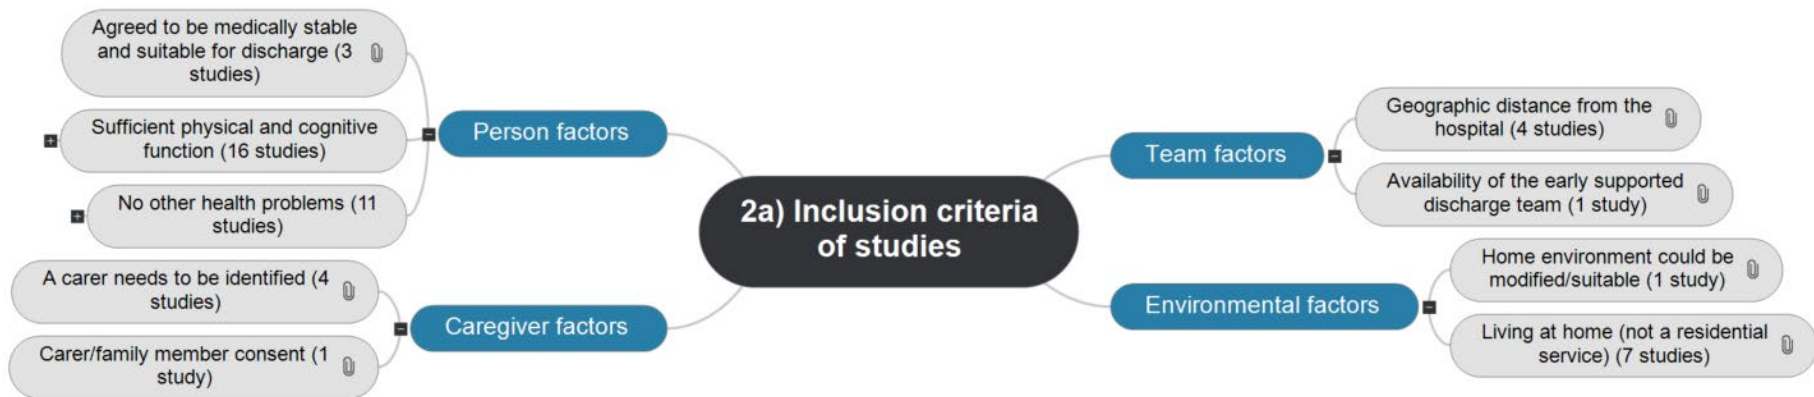 2a) Inclusion criteria
of studies
Person factors
Agreed to be medically stable
and suitable for discharge (3
studies)
Sufficient physical and cognitive
function (16 studies)
No other health problems (11
studies)
Caregiver factors
A carer needs to be identified (4
studies)
Carer/family member consent (1
study)
Team factors
Geographic distance from the
hospital (4 studies)
Availability of the early supported
discharge team (1 study)
Environmental factors
Home environment could be
modified/suitable (1 study)
Living at home (not a residential
service) (7 studies)